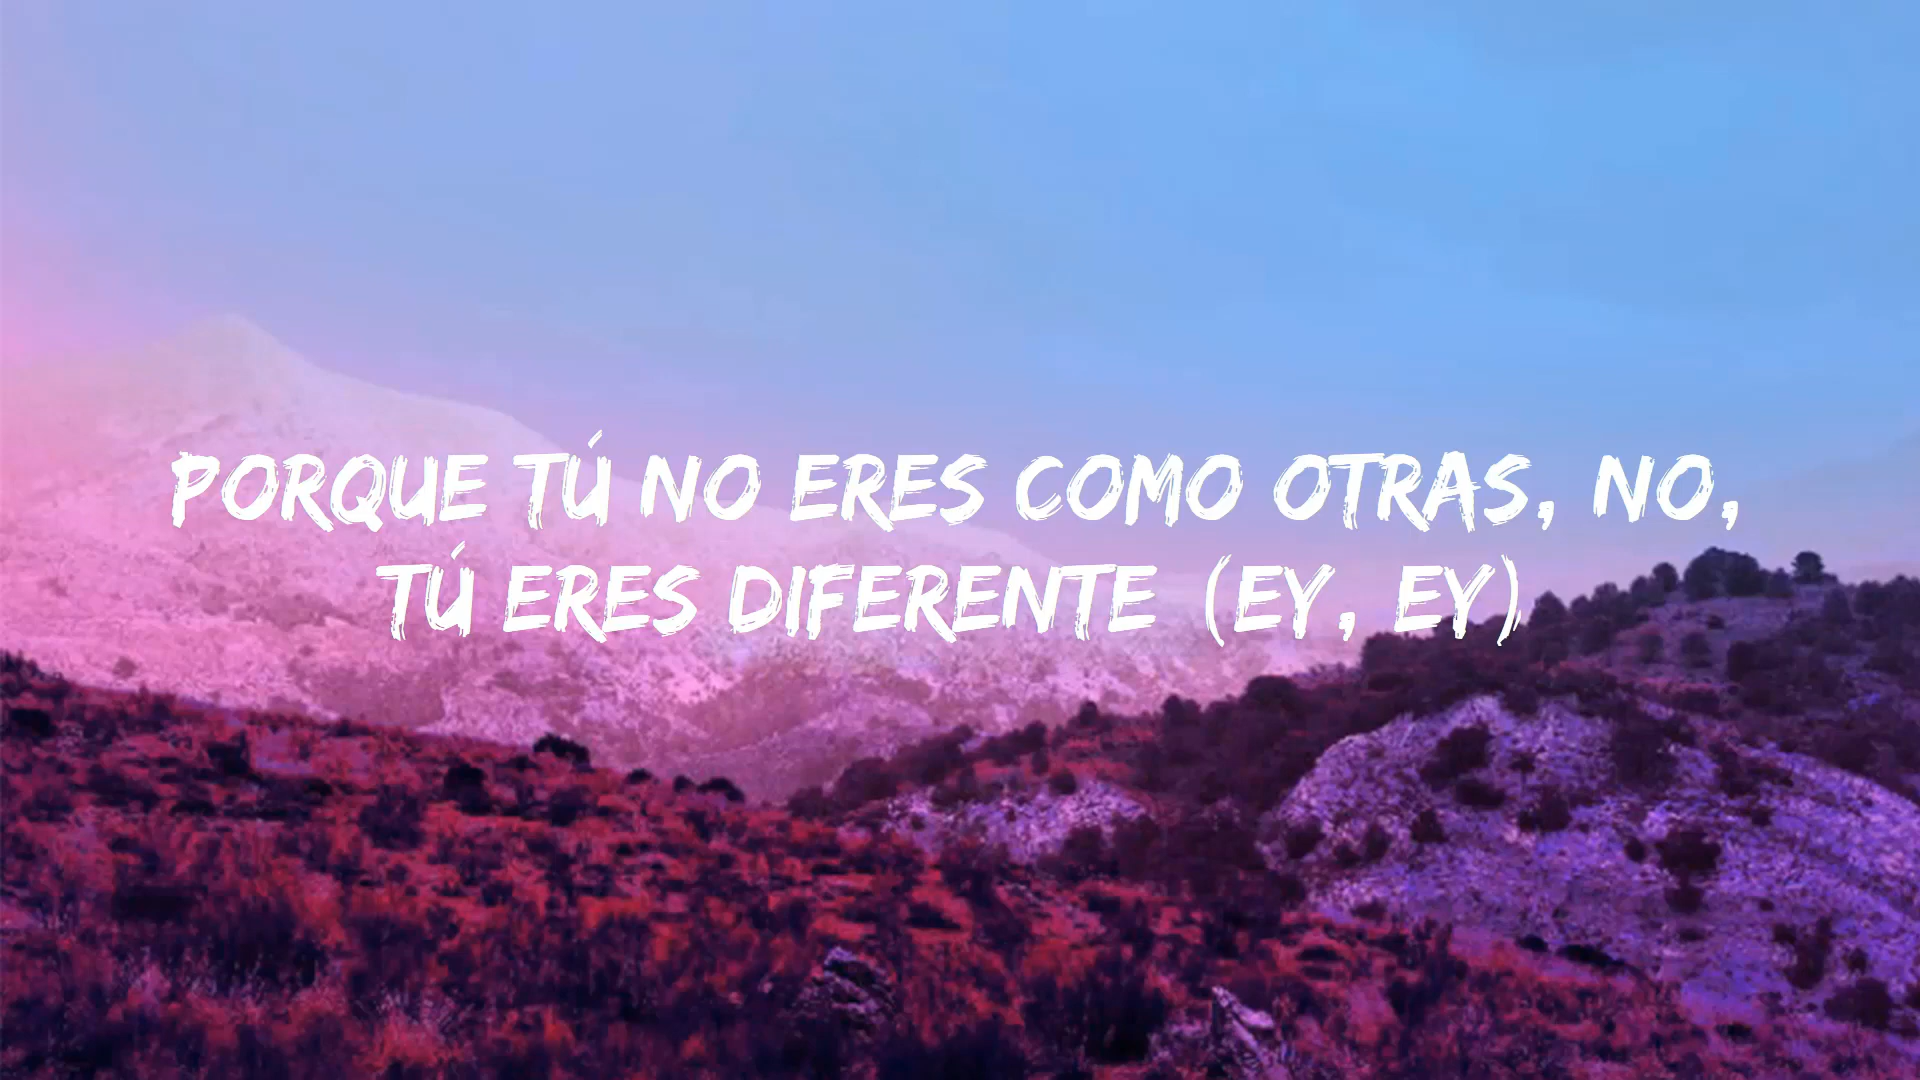 PORQUE TÚ NO ERES COMO OTRAS, NO,
TÚ ERES DIFERENTE (EY, EY)